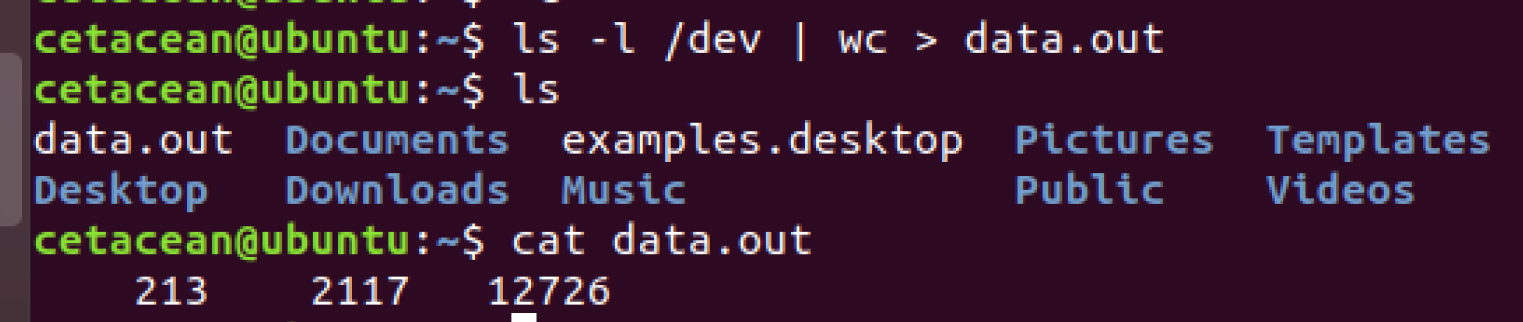 cetacean@ubuntu:~$ ls -l /dev | wc > data.out
cetacean@ubuntu:~$ ls
data.out  Documents  examples.desktop  Pictures  Templates
Desktop   Downloads  Music             Public    Videos
cetacean@ubuntu:~$ cat data.out
    213    2117   12726